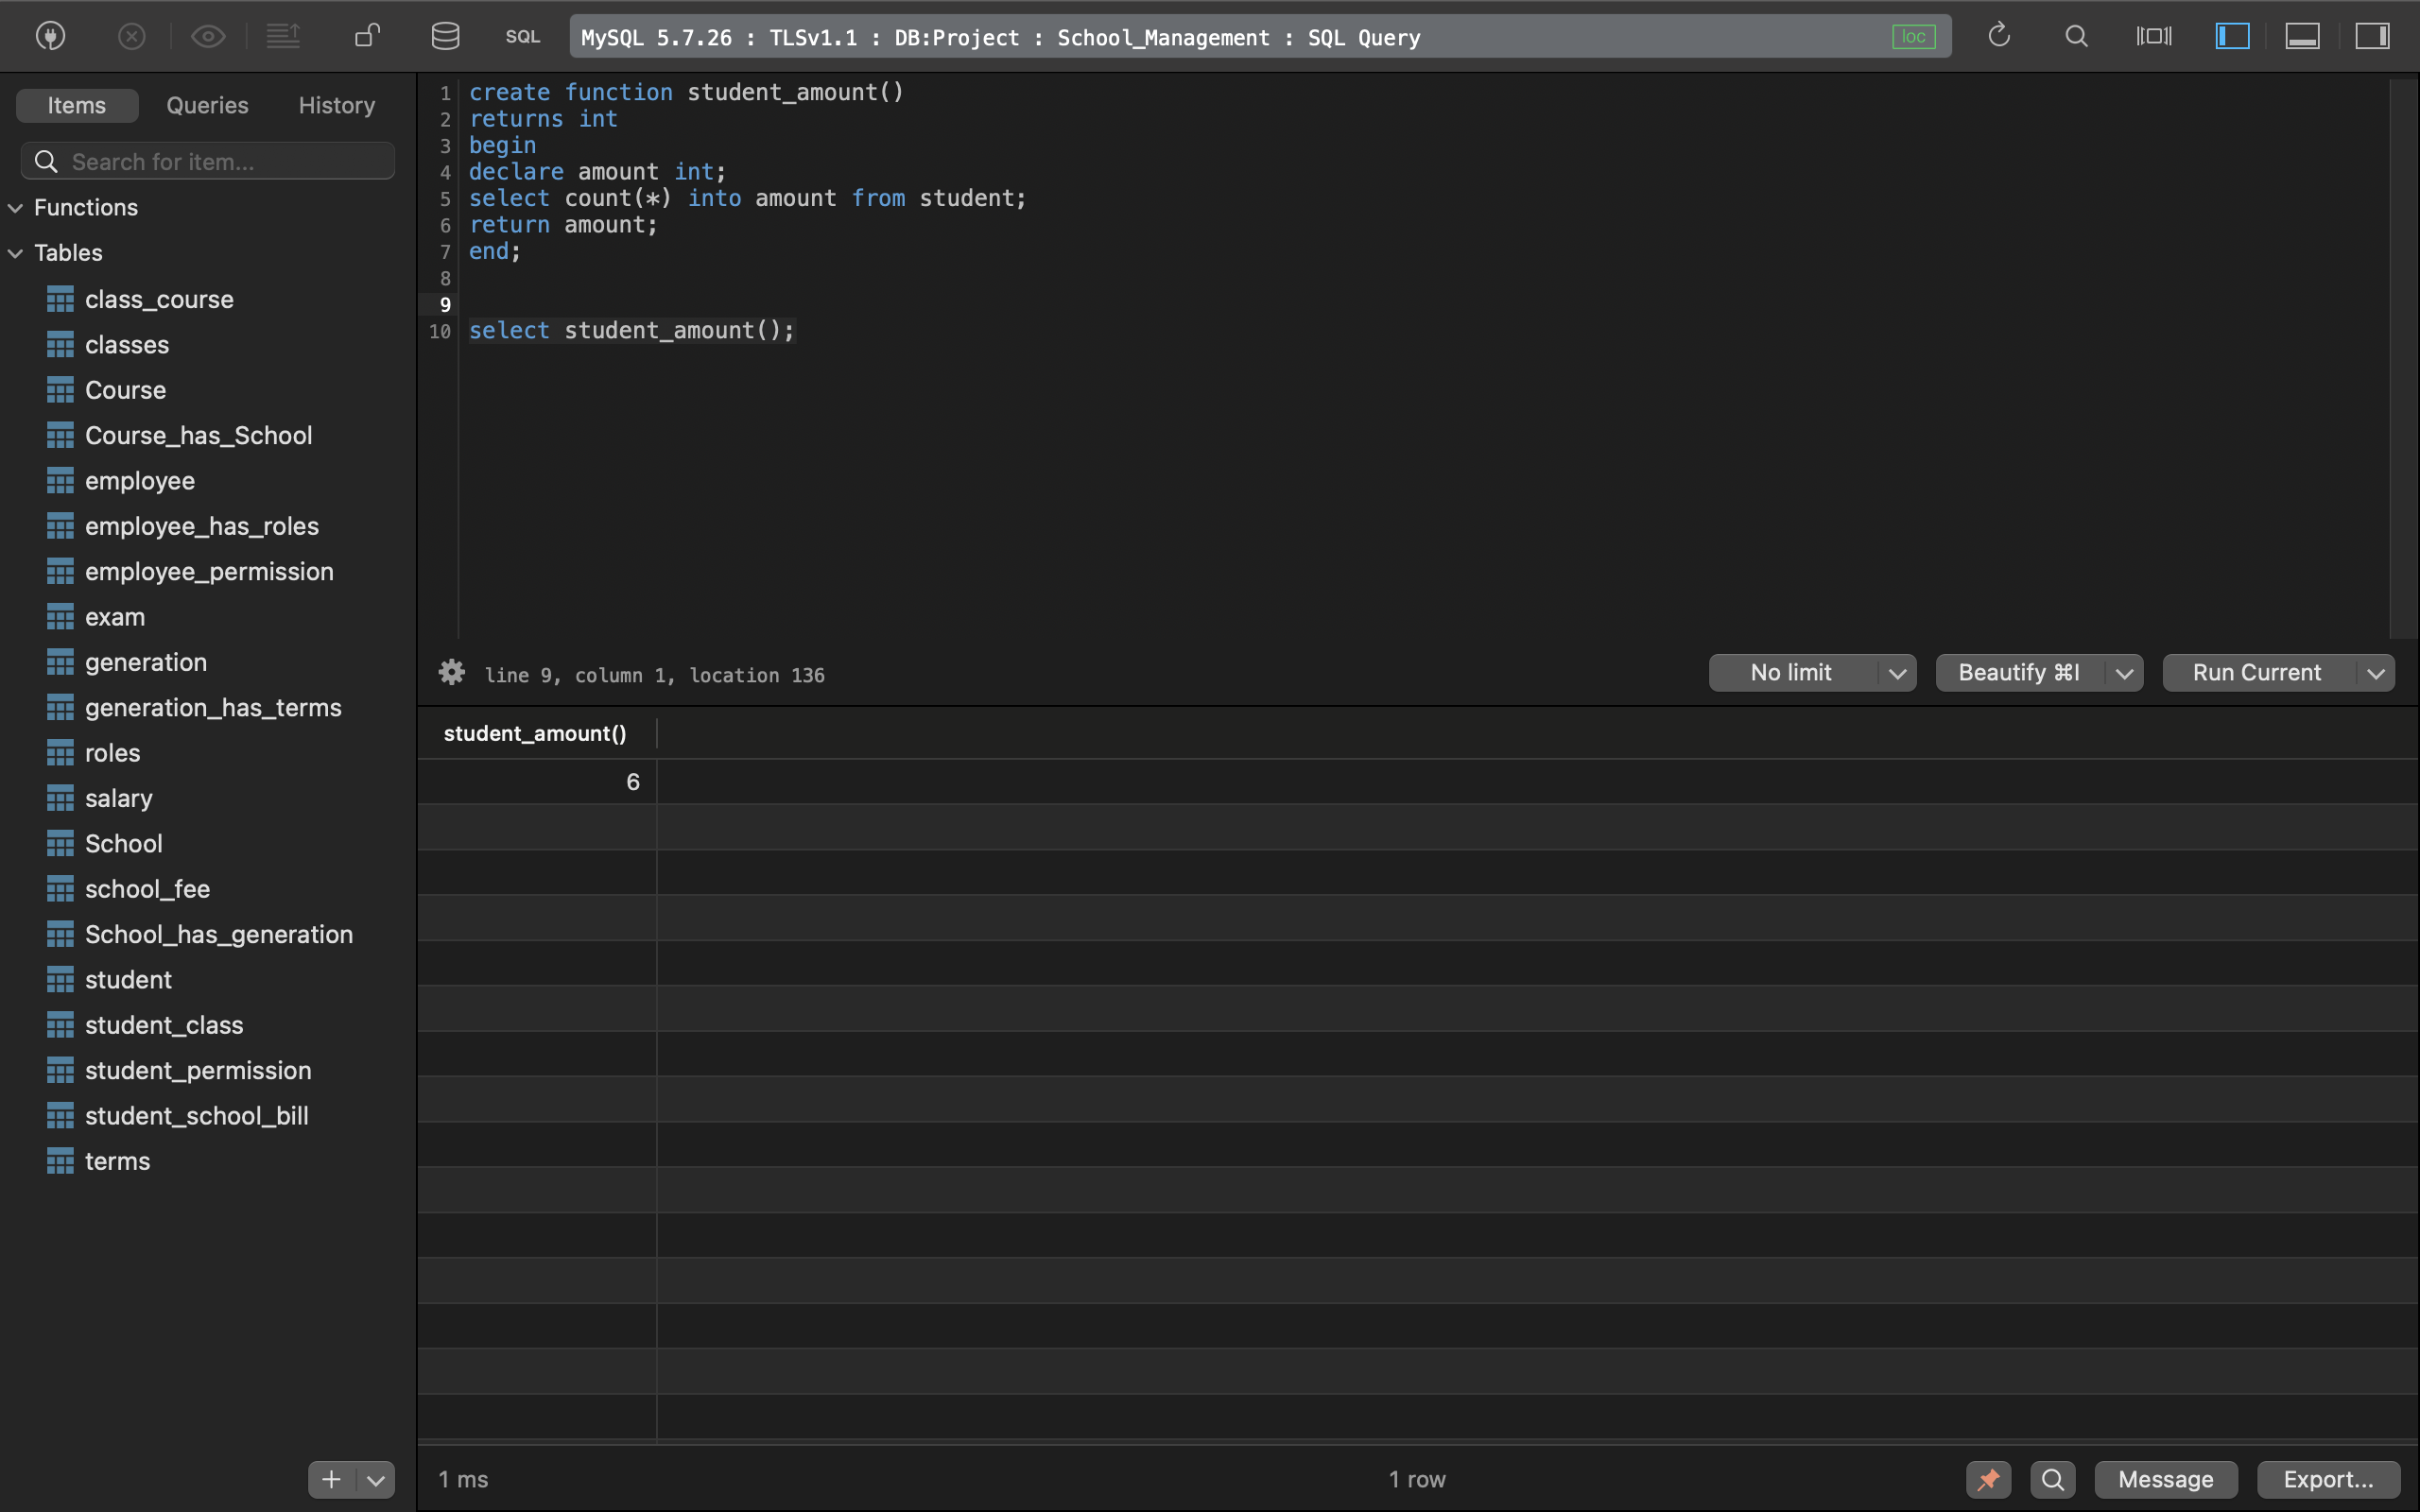 SQL
MySQL 5.7.26 : TLSv1.1 : DB:Project : School_Management : SQL Query
loc
Items
Queries
History
Search for item...
Functions
Tables
class_course
classes
Course
Course_has_School
employee
employee_has_roles
employee_permission
exam
generation
generation_has_terms
roles
salary
School
school_fee
School_has_generation
student
student_class
student_permission
student_school_bill
terms
1 create function student_amount()
2 returns int
3 begin
4 declare amount int;
5 select count(*) into amount from student;
6 return amount;
7 end;
8
9
10 select student_amount();
line 9, column 1, location 136
No limit
Beautify ⌘I
Run Current
student_amount()
6
1 ms
1 row
Message
Export...